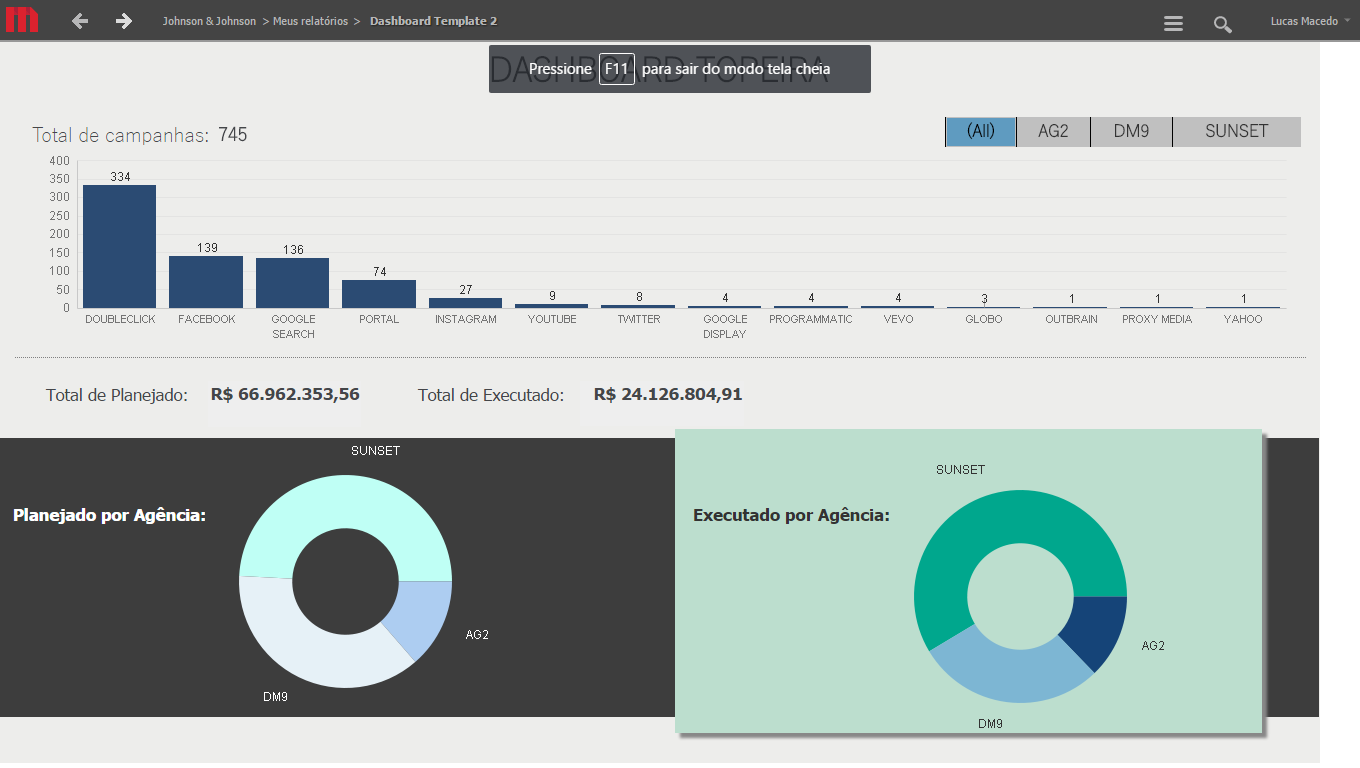 Johnson & Johnson > Meus relatórios > Dashboard Template 2
Lucas Macedo
DASHBOARD TOPEIRA
Pressione F11 para sair do modo tela cheia
Total de campanhas: 745
(All) AG2 DM9 SUNSET
400
350
300
250
200
150
100
50
0
334
139
136
74
27
9
8
4
4
4
3
1
1
1
DOUBLECLICK
FACEBOOK
GOOGLE
SEARCH
PORTAL
INSTAGRAM
YOUTUBE
TWITTER
GOOGLE
DISPLAY
PROGRAMMATIC
VEVO
GLOBO
OUTBRAIN
PROXY MEDIA
YAHOO
Total de Planejado: R$ 66.962.353,56
Total de Executado: R$ 24.126.804,91
Planejado por Agência:
SUNSET
AG2
DM9
Executado por Agência:
SUNSET
AG2
DM9